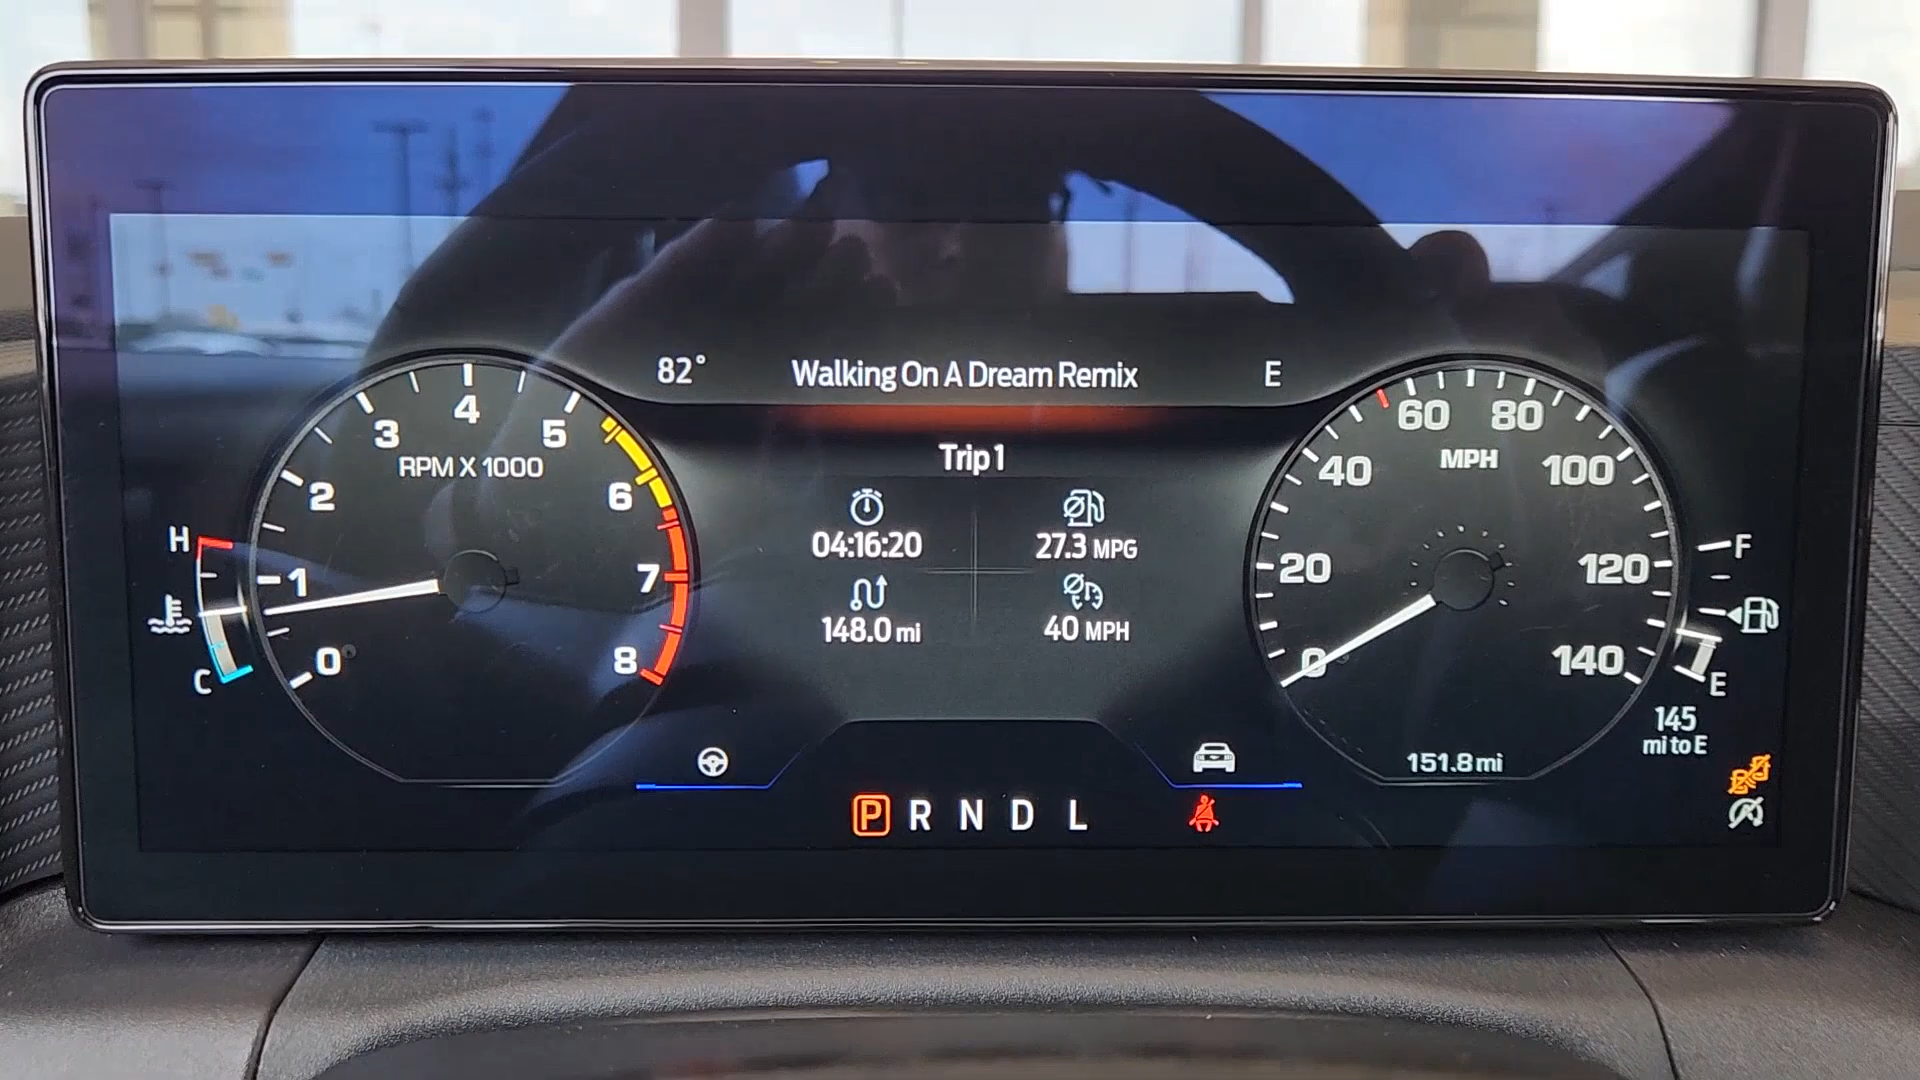 82° Walking On A Dream Remix E
Trip 1
04:16:20 27.3 MPG
148.0 mi 40 MPH
0 1 2 3 4 5 6 7 8
RPM X 1000
H
C
0 20 40 60 80 100 120 140
MPH
151.8 mi
F
E
145
mi to E
P R N D L